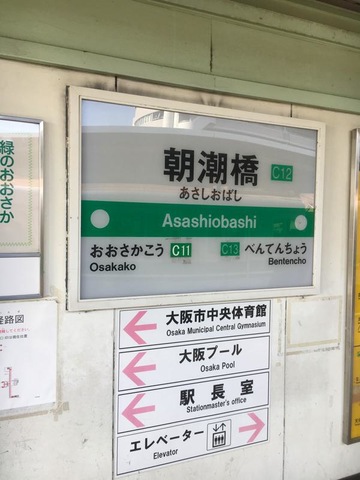 緑のおおさか
朝潮橋 C12
あさしおばし
Asashiobashi
おおさかこう C11 C13 べんてんちょう
Osakako Bentencho
大阪市中央体育館
Osaka Municipal Central Gymnasium
大阪プール
Osaka Pool
駅長室
Stationmaster's office
エレベーター
Elevator
経路図